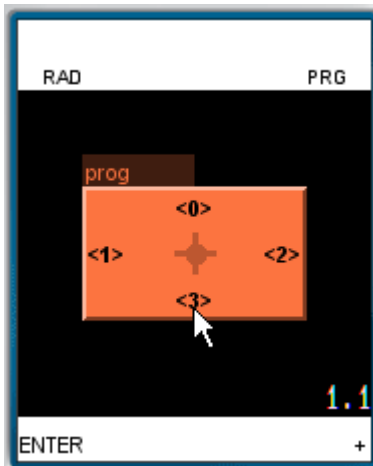 RAD PRG
prog
<0>
<1> <2>
<3>
1.1
ENTER +